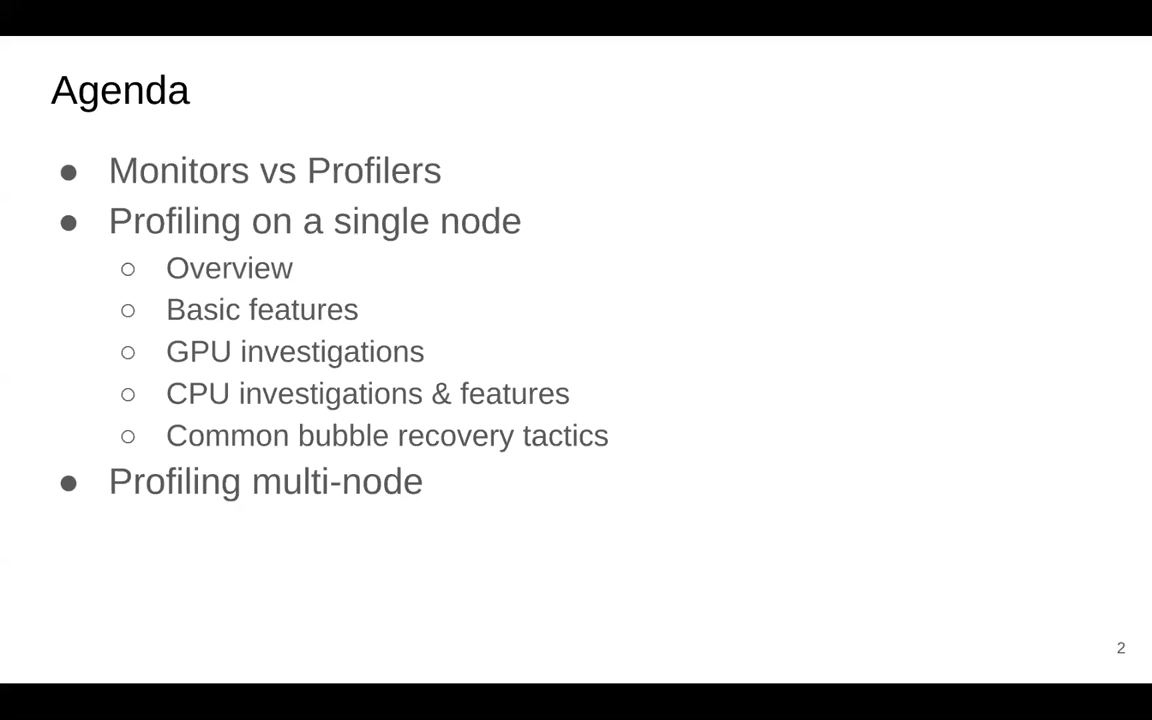 Agenda
● Monitors vs Profilers
● Profiling on a single node
○ Overview
○ Basic features
○ GPU investigations
○ CPU investigations & features
○ Common bubble recovery tactics
● Profiling multi-node
2